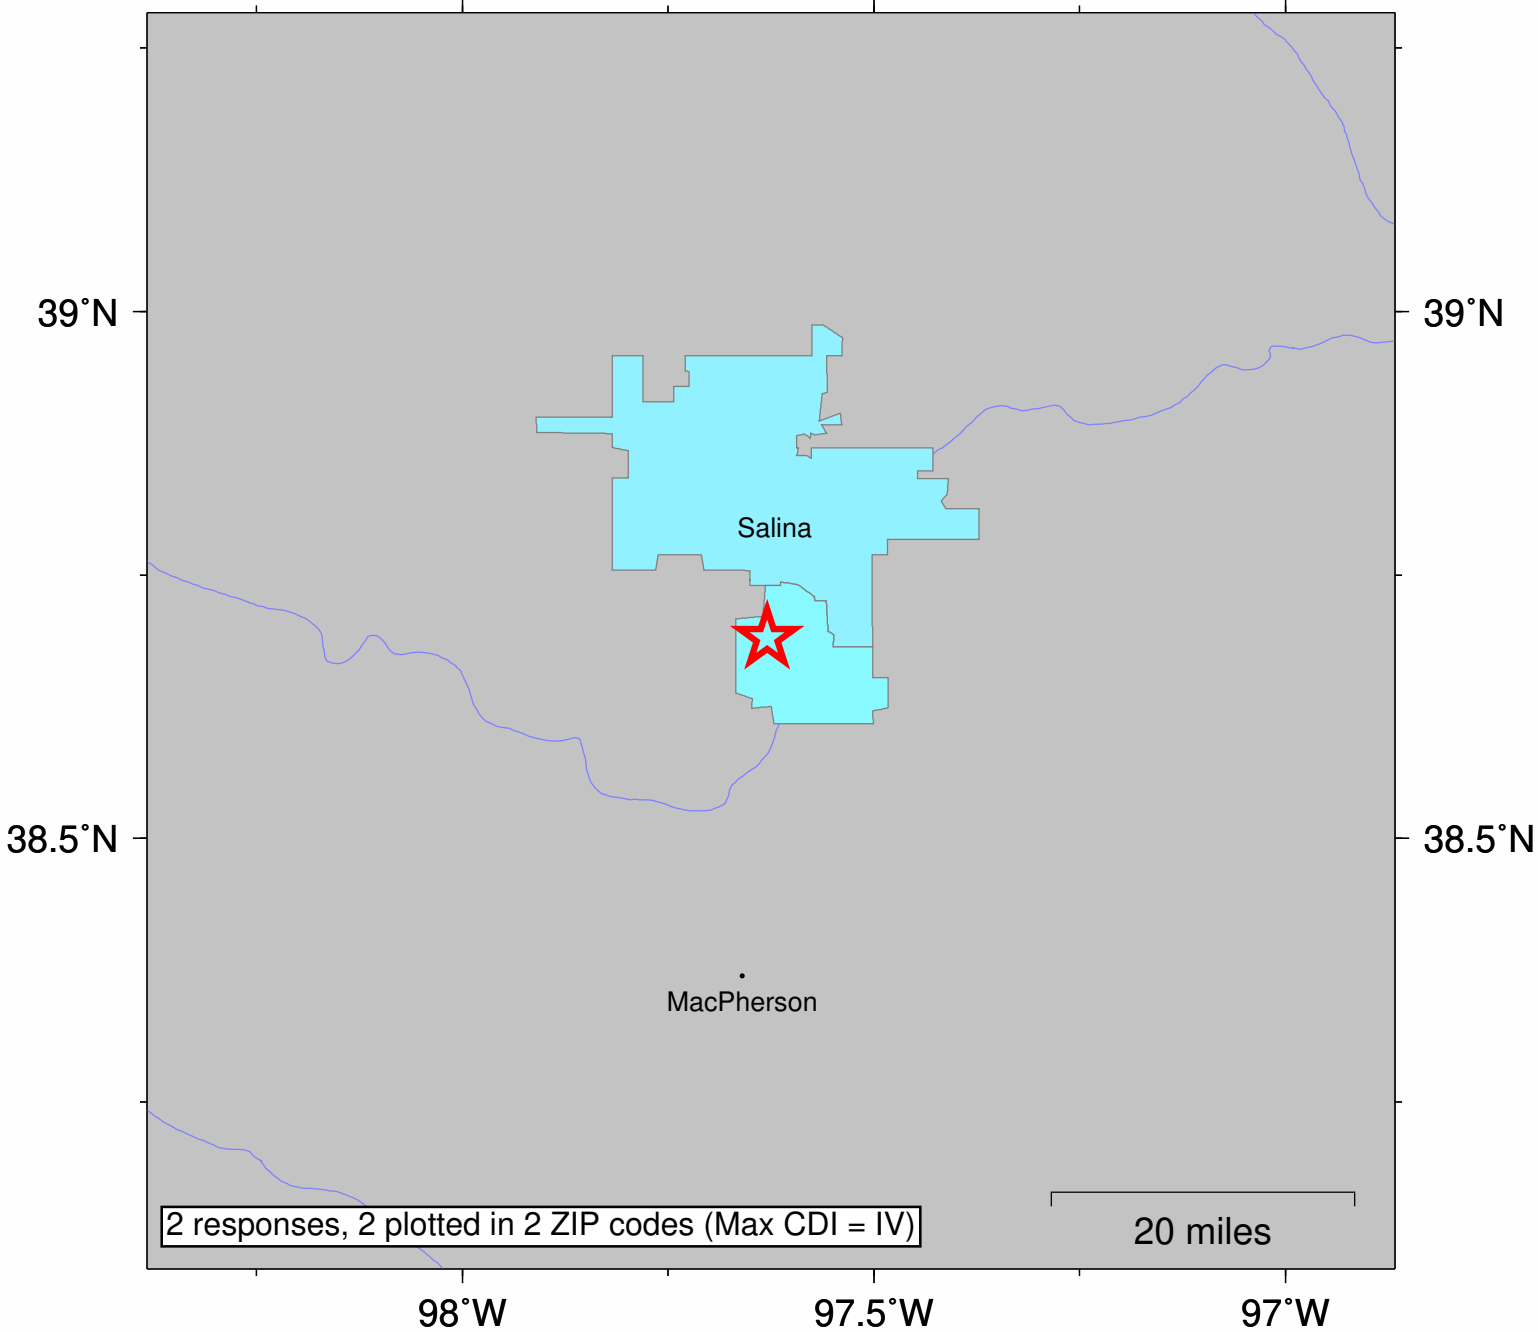 39°N
39°N
Salina
38.5°N
38.5°N
MacPherson
2 responses, 2 plotted in 2 ZIP codes (Max CDI = IV)
20 miles
98°W
97.5°W
97°W